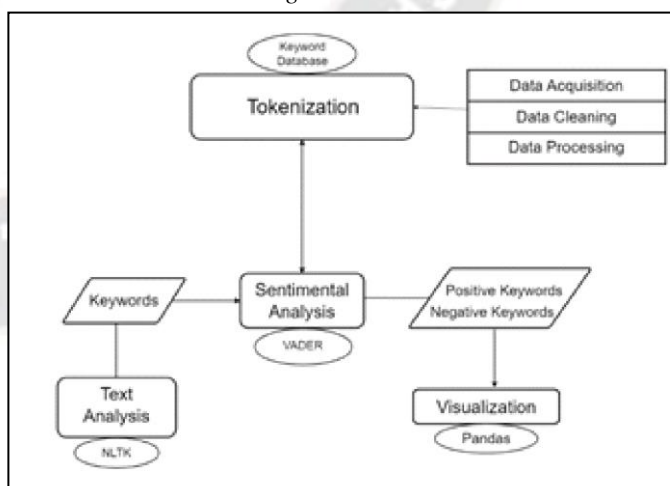 Keyword
Database
Tokenization
Data Acquisition
Data Cleaning
Data Processing
Keywords
Sentimental
Analysis
VADER
Positive Keywords
Negative Keywords
Text
Analysis
NLTK
Visualization
Pandas